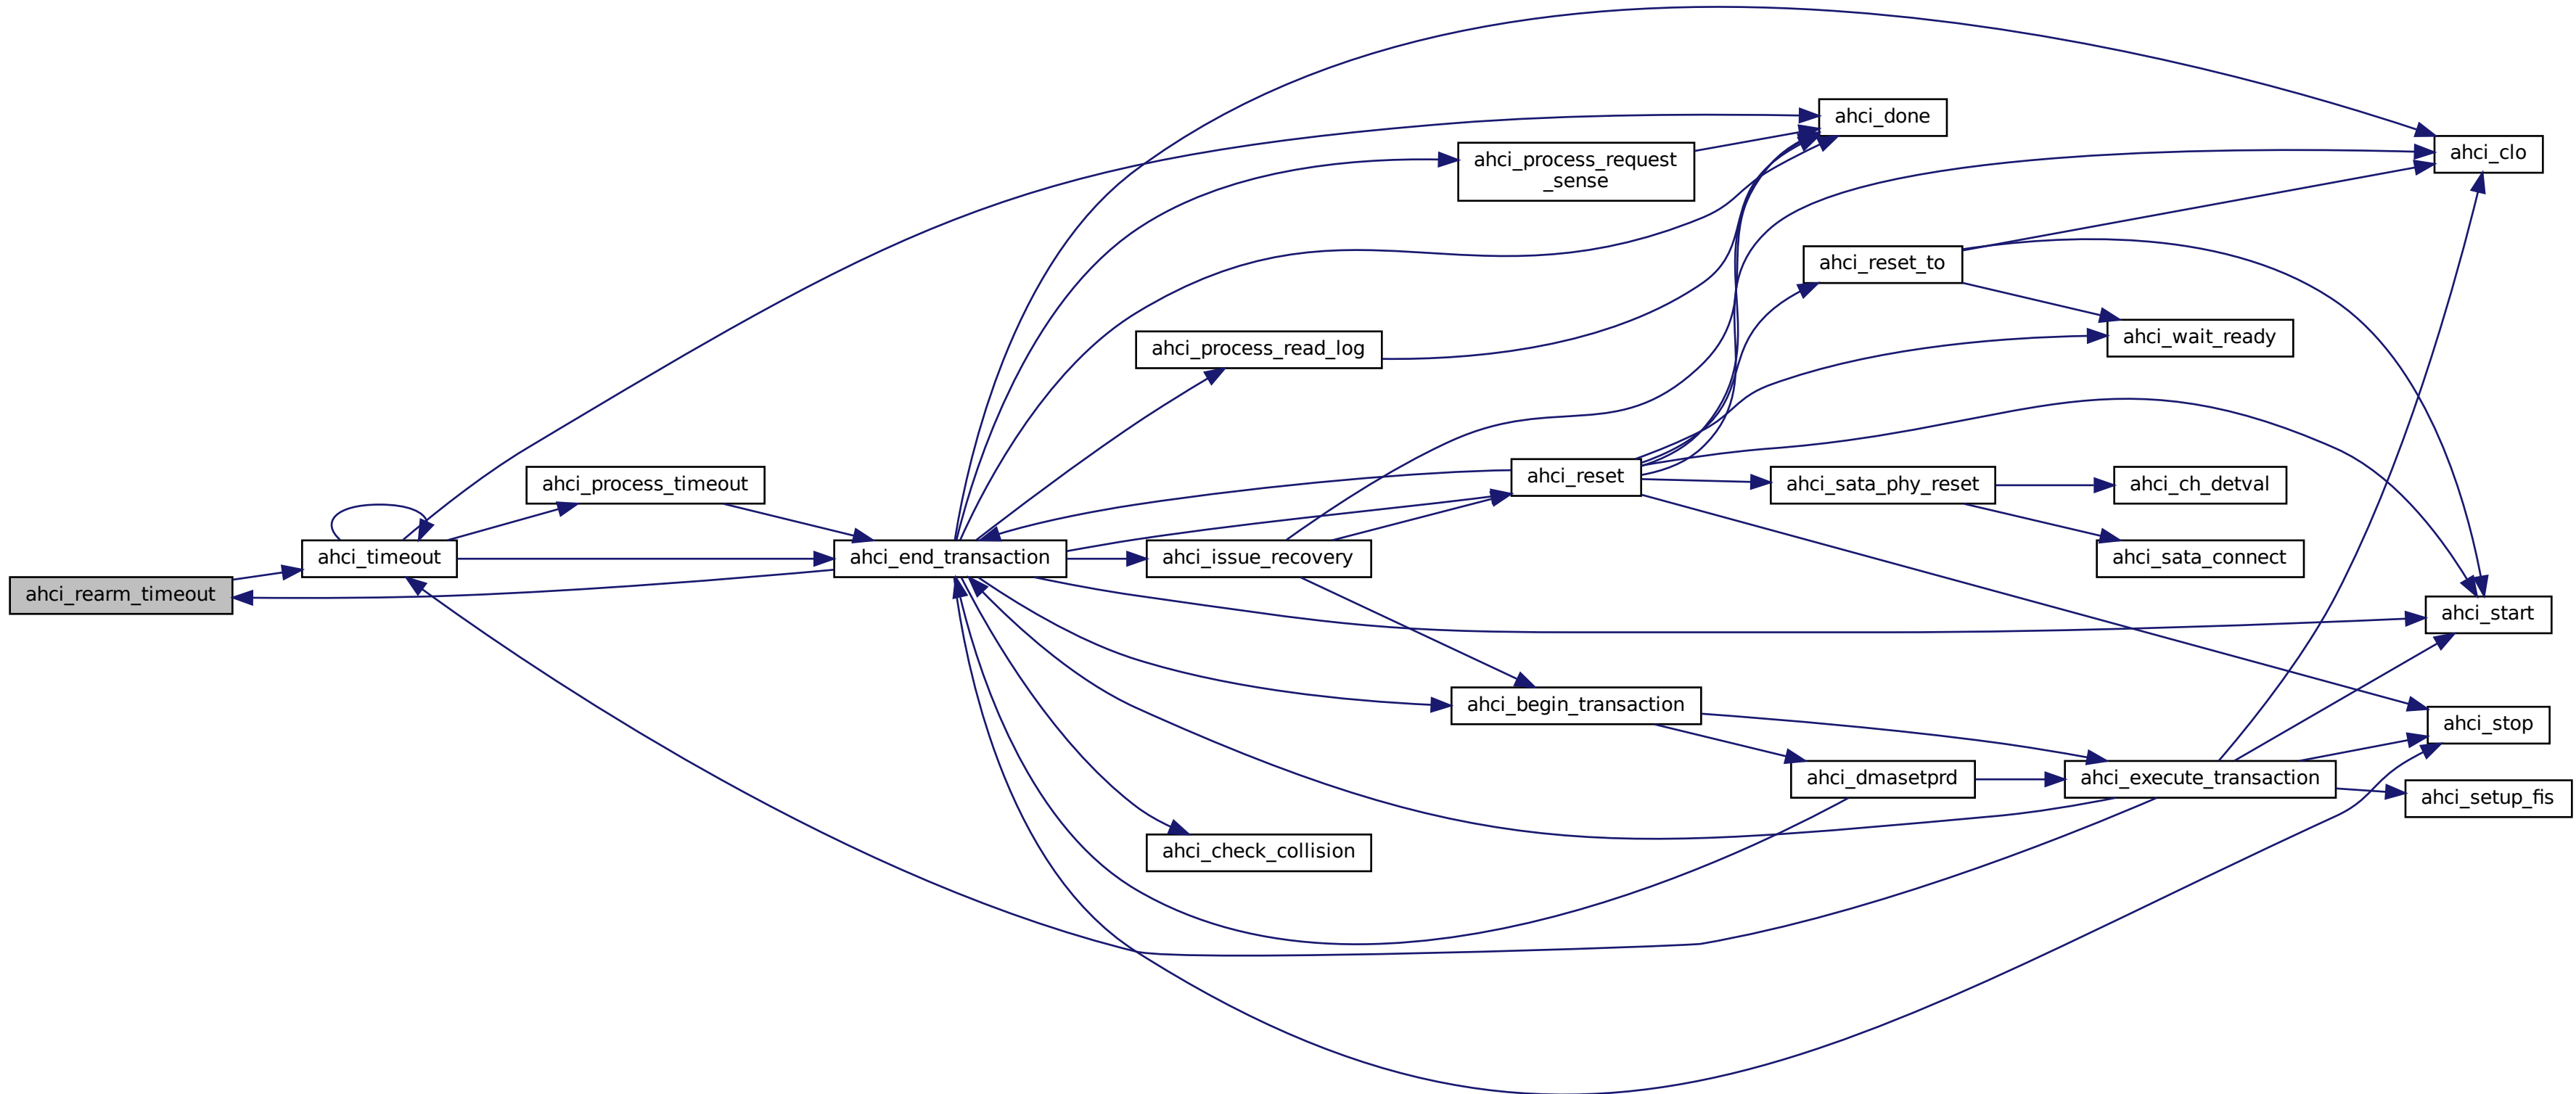 ahci_rearm_timeout
ahci_timeout
ahci_process_timeout
ahci_end_transaction
ahci_process_read_log
ahci_issue_recovery
ahci_check_collision
ahci_process_request
_sense
ahci_reset
ahci_begin_transaction
ahci_done
ahci_reset_to
ahci_sata_phy_reset
ahci_dmasetprd
ahci_wait_ready
ahci_ch_detval
ahci_sata_connect
ahci_execute_transaction
ahci_clo
ahci_start
ahci_stop
ahci_setup_fis